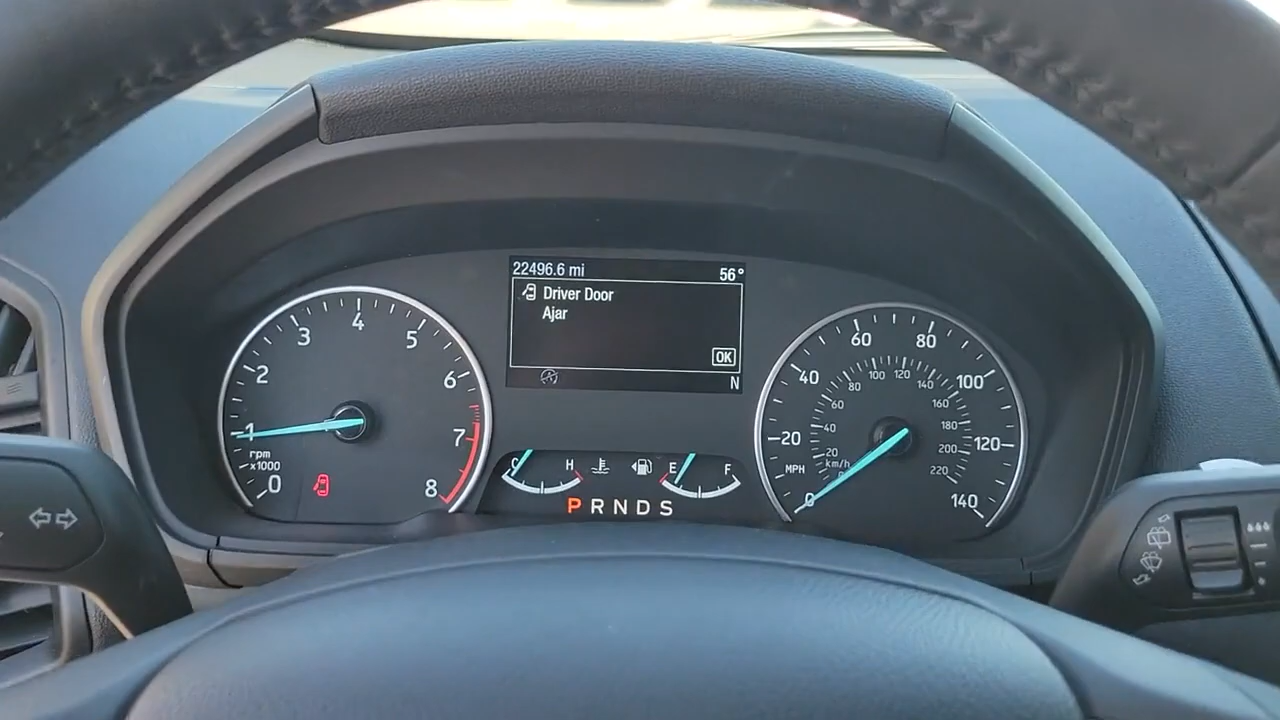 22496.6 mi 56°
Driver Door
Ajar
OK
N
0 1 2 3 4 5 6 7 8
rpm
x1000
C H E F
P R N D S
0 20 40 60 80 100 120 140
MPH
km/h
20 40 60 80 100 120 140 160 180 200 220